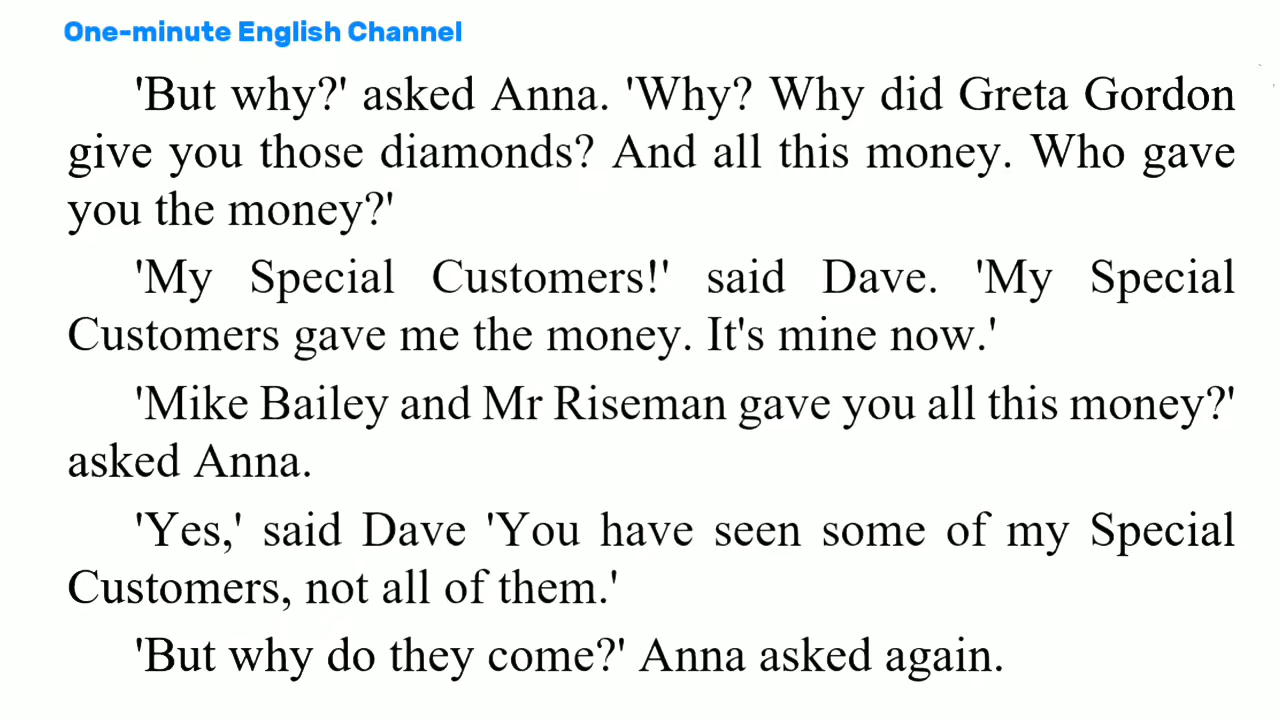 One-minute English Channel
'But why?' asked Anna. 'Why? Why did Greta Gordon
give you those diamonds? And all this money. Who gave
you the money?'
'My Special Customers!' said Dave. 'My Special
Customers gave me the money. It's mine now.'
'Mike Bailey and Mr Riseman gave you all this money?'
asked Anna.
'Yes,' said Dave 'You have seen some of my Special
Customers, not all of them.'
'But why do they come?' Anna asked again.